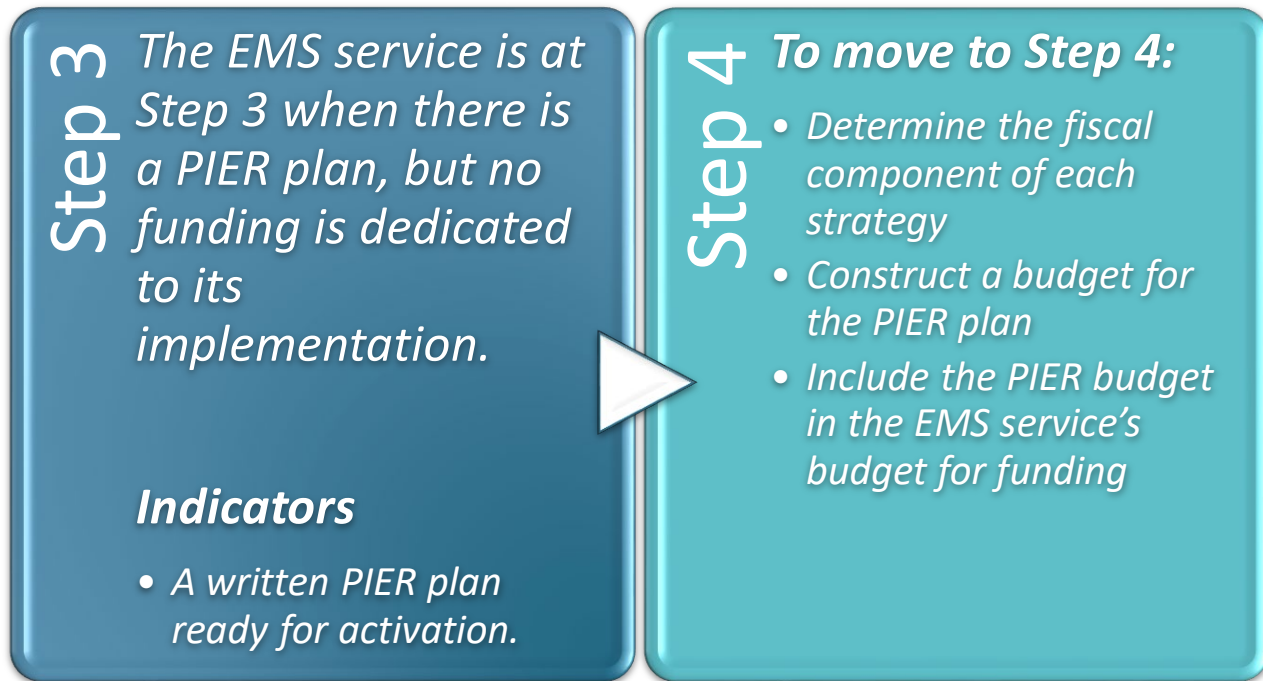 Step 3
The EMS service is at
Step 3 when there is
a PIER plan, but no
funding is dedicated
to its
implementation.
Indicators
• A written PIER plan
ready for activation.
Step 4
To move to Step 4:
• Determine the fiscal
component of each
strategy
• Construct a budget for
the PIER plan
• Include the PIER budget
in the EMS service’s
budget for funding